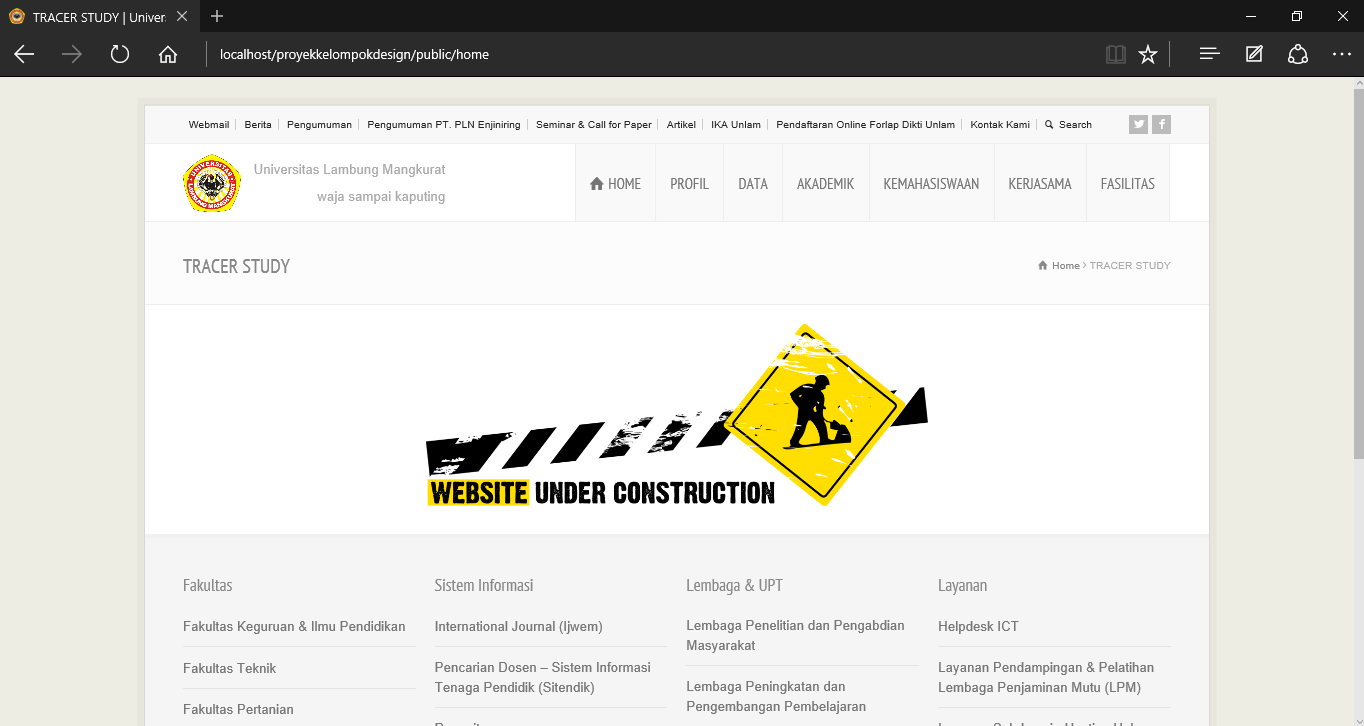 TRACER STUDY | Univer
localhost/proyekkelompokdesign/public/home
Webmail Berita Pengumuman Pengumuman PT. PLN Enjiniring Seminar & Call for Paper Artikel IKA Unlam Pendaftaran Online Forlap Dikti Unlam Kontak Kami Search
UNIVERSITAS
LAMBUNG MANGKURAT
Universitas Lambung Mangkurat
waja sampai kaputing
HOME PROFIL DATA AKADEMIK KEMAHASISWAAN KERJASAMA FASILITAS
TRACER STUDY
Home › TRACER STUDY
WEBSITE UNDER CONSTRUCTION
Fakultas
Fakultas Keguruan & Ilmu Pendidikan
Fakultas Teknik
Fakultas Pertanian
Sistem Informasi
International Journal (Ijwem)
Pencarian Dosen – Sistem Informasi
Tenaga Pendidik (Sitendik)
Lembaga & UPT
Lembaga Penelitian dan Pengabdian
Masyarakat
Lembaga Peningkatan dan
Pengembangan Pembelajaran
Layanan
Helpdesk ICT
Layanan Pendampingan & Pelatihan
Lembaga Penjaminan Mutu (LPM)